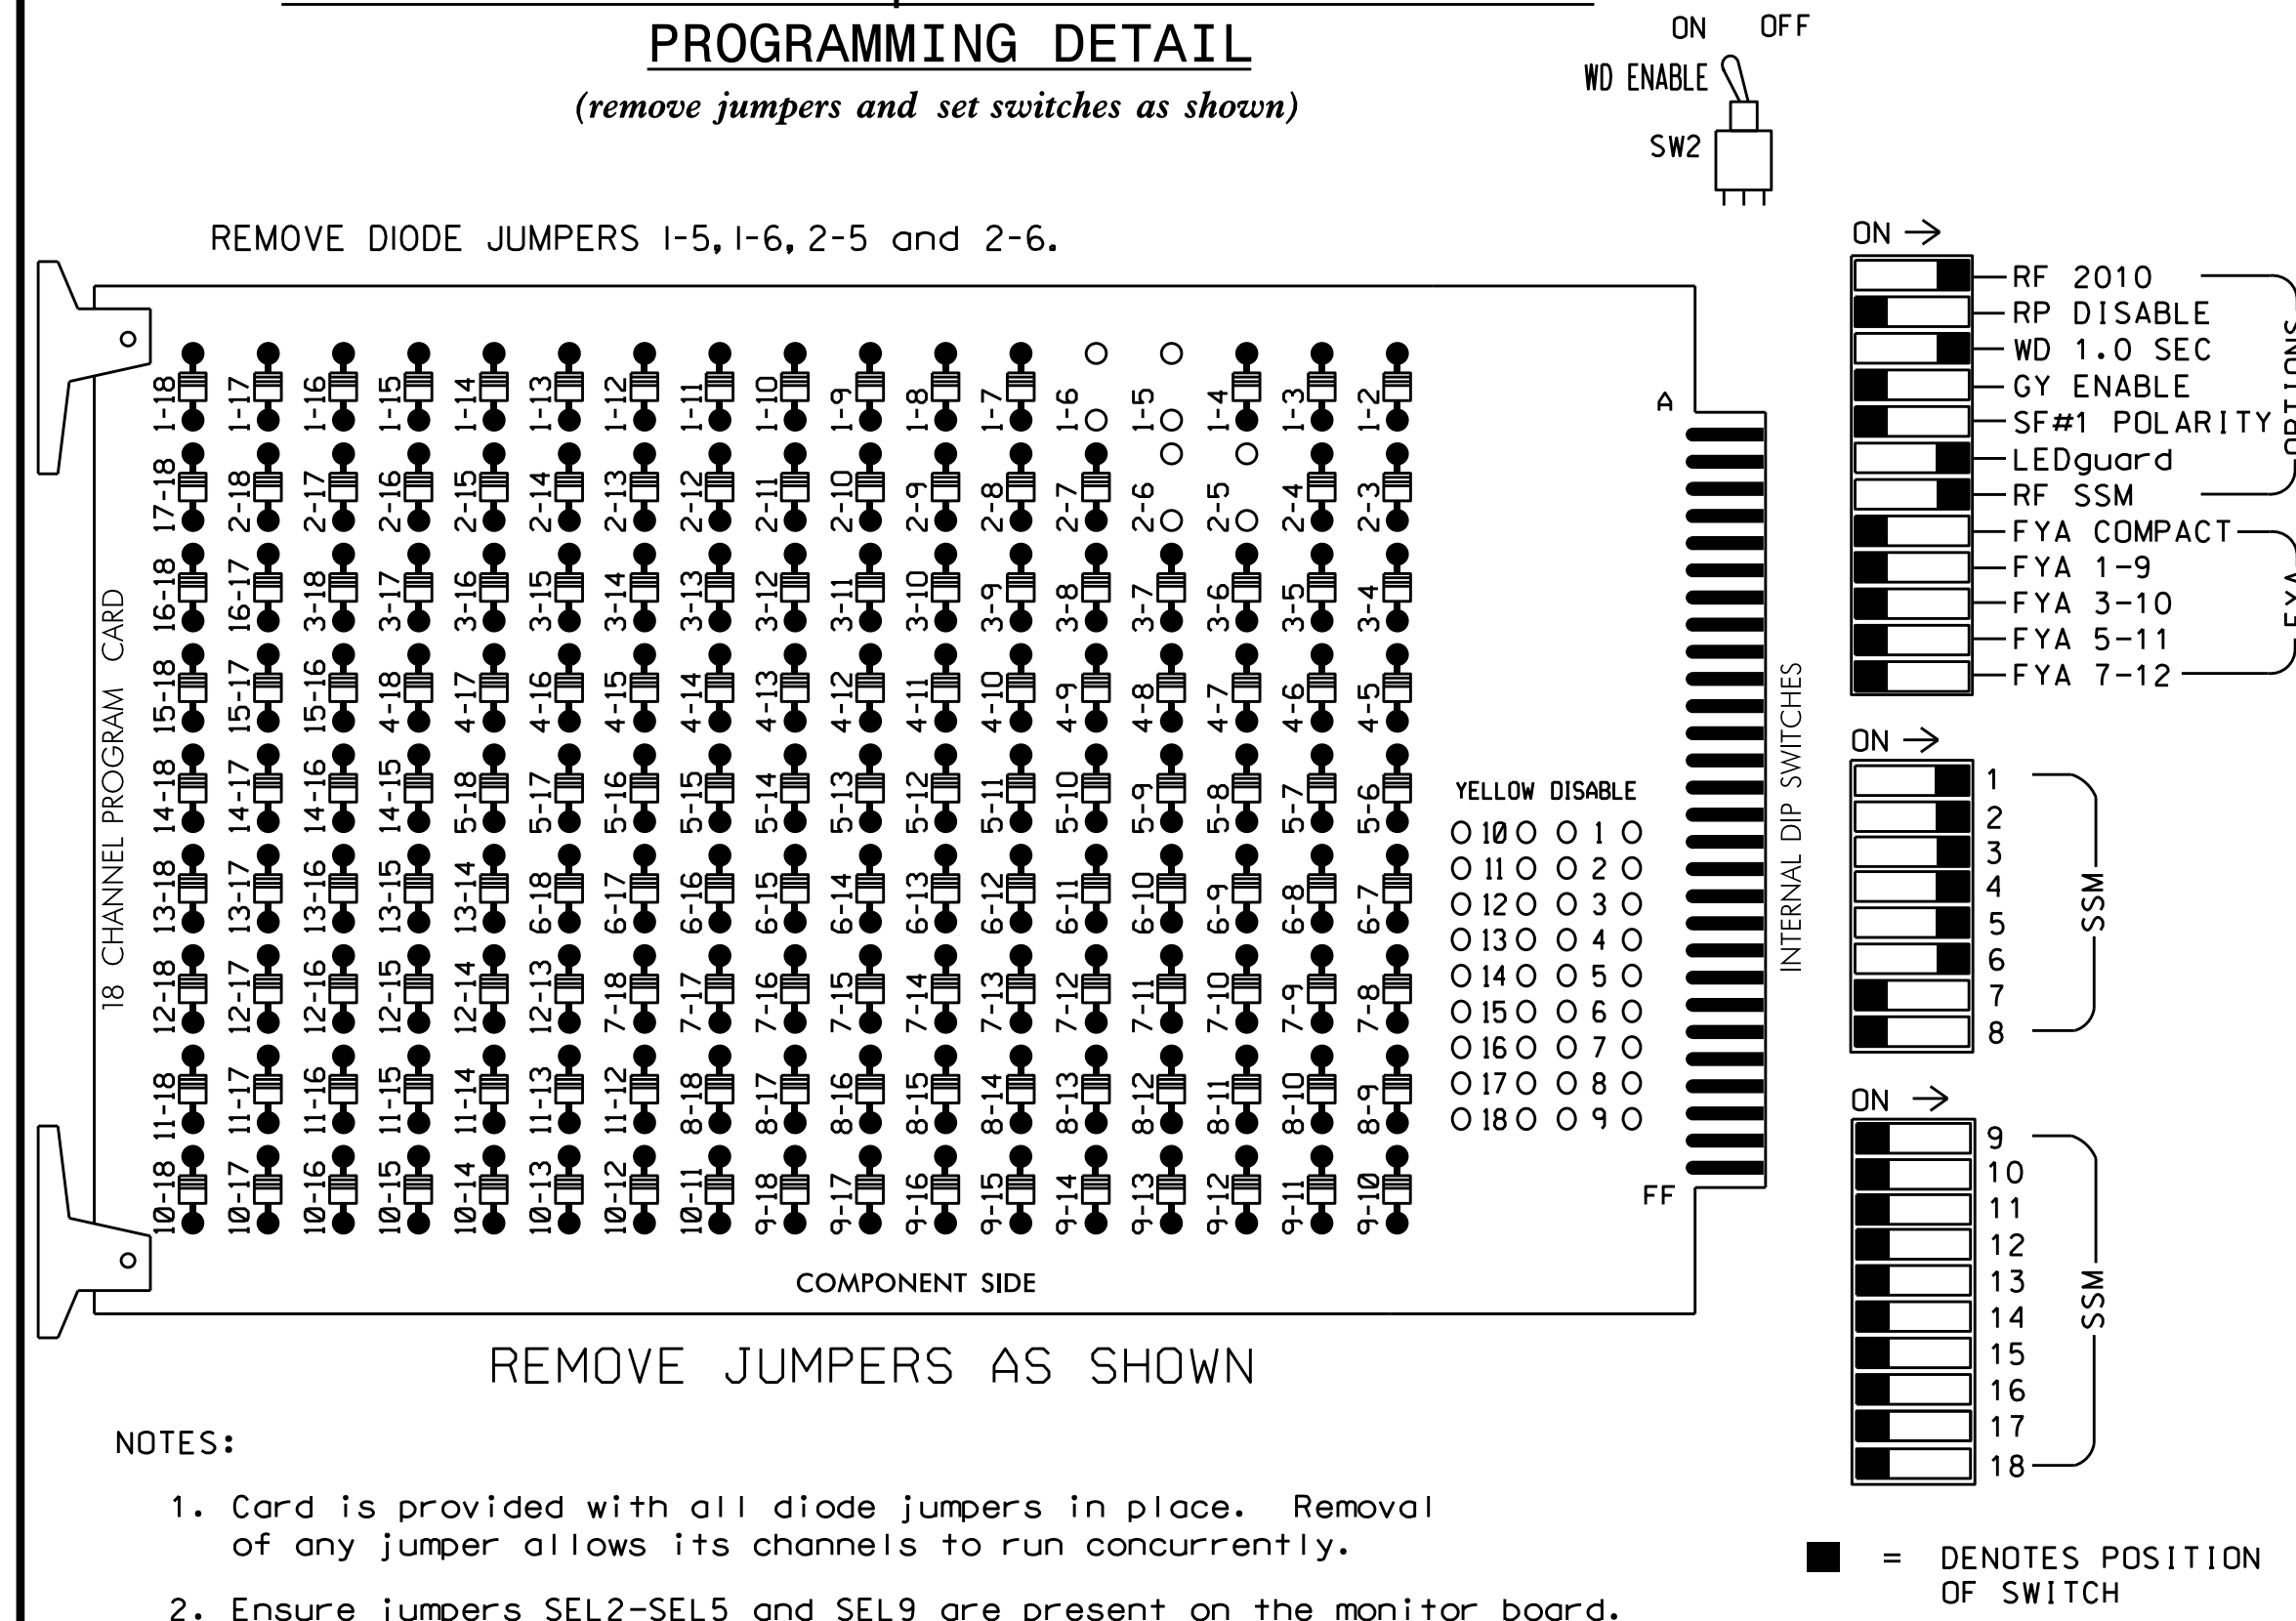 PROGRAMMING DETAIL
(remove jumpers and set switches as shown)
ON OFF
WD ENABLE
SW2
REMOVE DIODE JUMPERS 1-5, 1-6, 2-5 and 2-6.
18 CHANNEL PROGRAM CARD
1-18 1-17 1-16 1-15 1-14 1-13 1-12 1-11 1-10 1-9 1-8 1-7 1-6 1-5 1-4 1-3 1-2
17-18 2-18 2-17 2-16 2-15 2-14 2-13 2-12 2-11 2-10 2-9 2-8 2-7 2-6 2-5 2-4 2-3
16-18 16-17 3-18 3-17 3-16 3-15 3-14 3-13 3-12 3-11 3-10 3-9 3-8 3-7 3-6 3-5 3-4
15-18 15-17 15-16 4-18 4-17 4-16 4-15 4-14 4-13 4-12 4-11 4-10 4-9 4-8 4-7 4-6 4-5
14-18 14-17 14-16 14-15 5-18 5-17 5-16 5-15 5-14 5-13 5-12 5-11 5-10 5-9 5-8 5-7 5-6
13-18 13-17 13-16 13-15 13-14 6-18 6-17 6-16 6-15 6-14 6-13 6-12 6-11 6-10 6-9 6-8 6-7
12-18 12-17 12-16 12-15 12-14 12-13 7-18 7-17 7-16 7-15 7-14 7-13 7-12 7-11 7-10 7-9 7-8
11-18 11-17 11-16 11-15 11-14 11-13 11-12 8-18 8-17 8-16 8-15 8-14 8-13 8-12 8-11 8-10 8-9
10-18 10-17 10-16 10-15 10-14 10-13 10-12 10-11 9-18 9-17 9-16 9-15 9-14 9-13 9-12 9-11 9-10
A
YELLOW DISABLE
10 1
11 2
12 3
13 4
14 5
15 6
16 7
17 8
18 9
FF
COMPONENT SIDE
INTERNAL DIP SWITCHES
ON
RF 2010
RP DISABLE
WD 1.0 SEC
GY ENABLE
SF#1 POLARITY
LEDguard
RF SSM
OPTIONS
FYA COMPACT
FYA 1-9
FYA 3-10
FYA 5-11
FYA 7-12
FYA
ON
1
2
3
4
5
6
7
8
SSM
ON
9
10
11
12
13
14
15
16
17
18
SSM
REMOVE JUMPERS AS SHOWN
NOTES:
1. Card is provided with all diode jumpers in place. Removal
of any jumper allows its channels to run concurrently.
2. Ensure jumpers SEL2-SEL5 and SEL9 are present on the monitor board.
= DENOTES POSITION
OF SWITCH